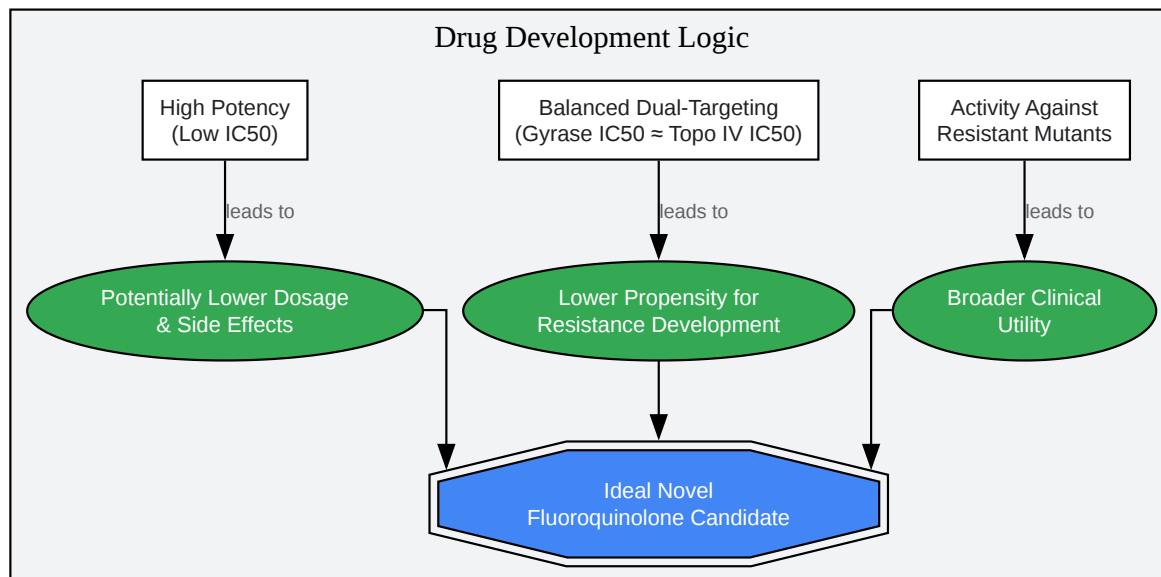 Drug Development Logic
High Potency
(Low IC50)
Balanced Dual-Targeting
(Gyrase IC50 ≈ Topo IV IC50)
Activity Against
Resistant Mutants
leads to
leads to
leads to
Potentially Lower Dosage
& Side Effects
Lower Propensity for
Resistance Development
Broader Clinical
Utility
Ideal Novel
Fluoroquinolone Candidate